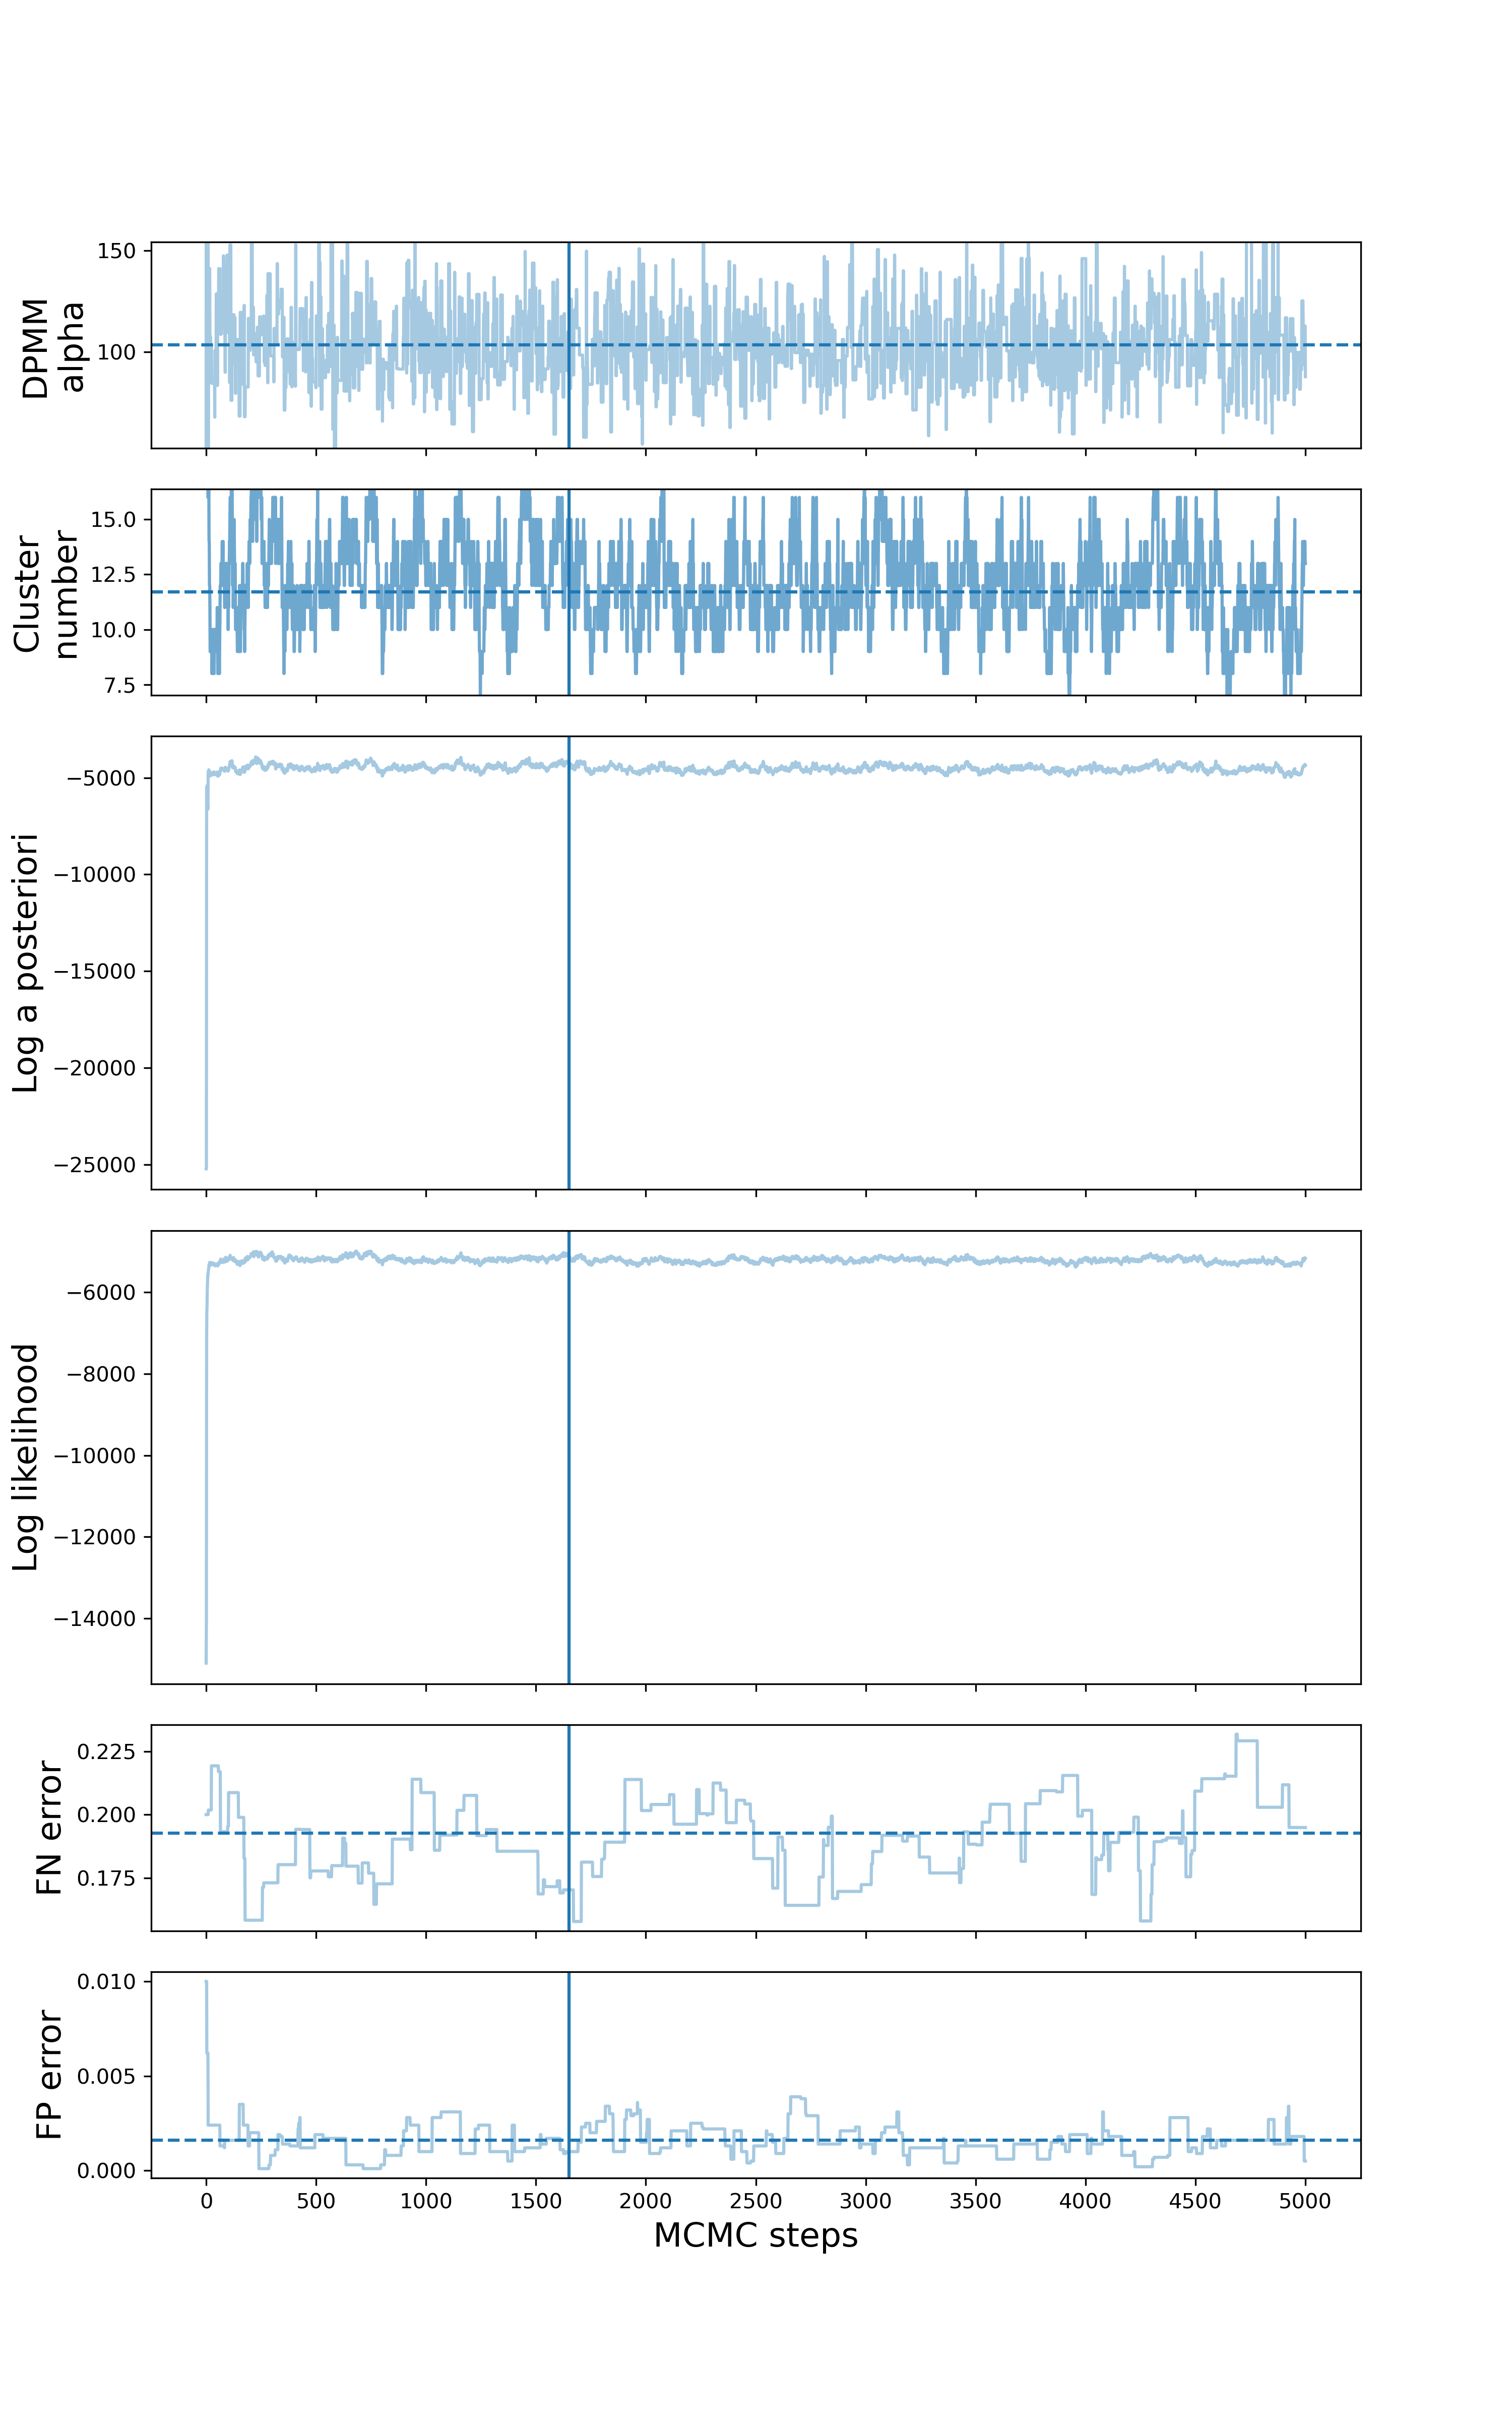 DPMM
alpha
150
100
Cluster
number
15.0
12.5
10.0
7.5
Log a posteriori
−5000
−10000
−15000
−20000
−25000
Log likelihood
−6000
−8000
−10000
−12000
−14000
FN error
0.225
0.200
0.175
FP error
0.010
0.005
0.000
0 500 1000 1500 2000 2500 3000 3500 4000 4500 5000
MCMC steps